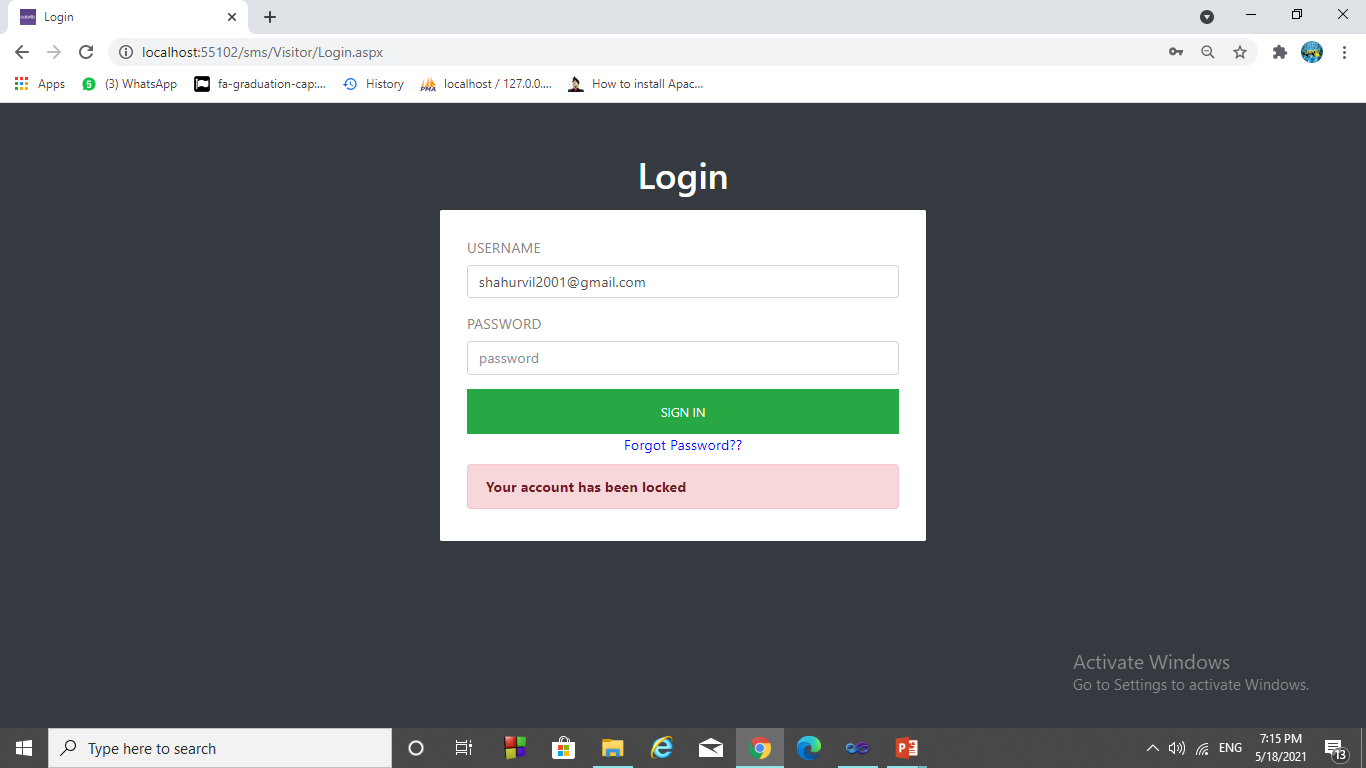 Login
localhost:55102/sms/Visitor/Login.aspx
Apps
5
(3) WhatsApp
fa-graduation-cap:...
History
PMA
localhost / 127.0.0....
How to install Apac...
Login
USERNAME
shahurvil2001@gmail.com
PASSWORD
password
SIGN IN
Forgot Password??
Your account has been locked
Activate Windows
Go to Settings to activate Windows.
Type here to search
ENG
7:15 PM
5/18/2021
13